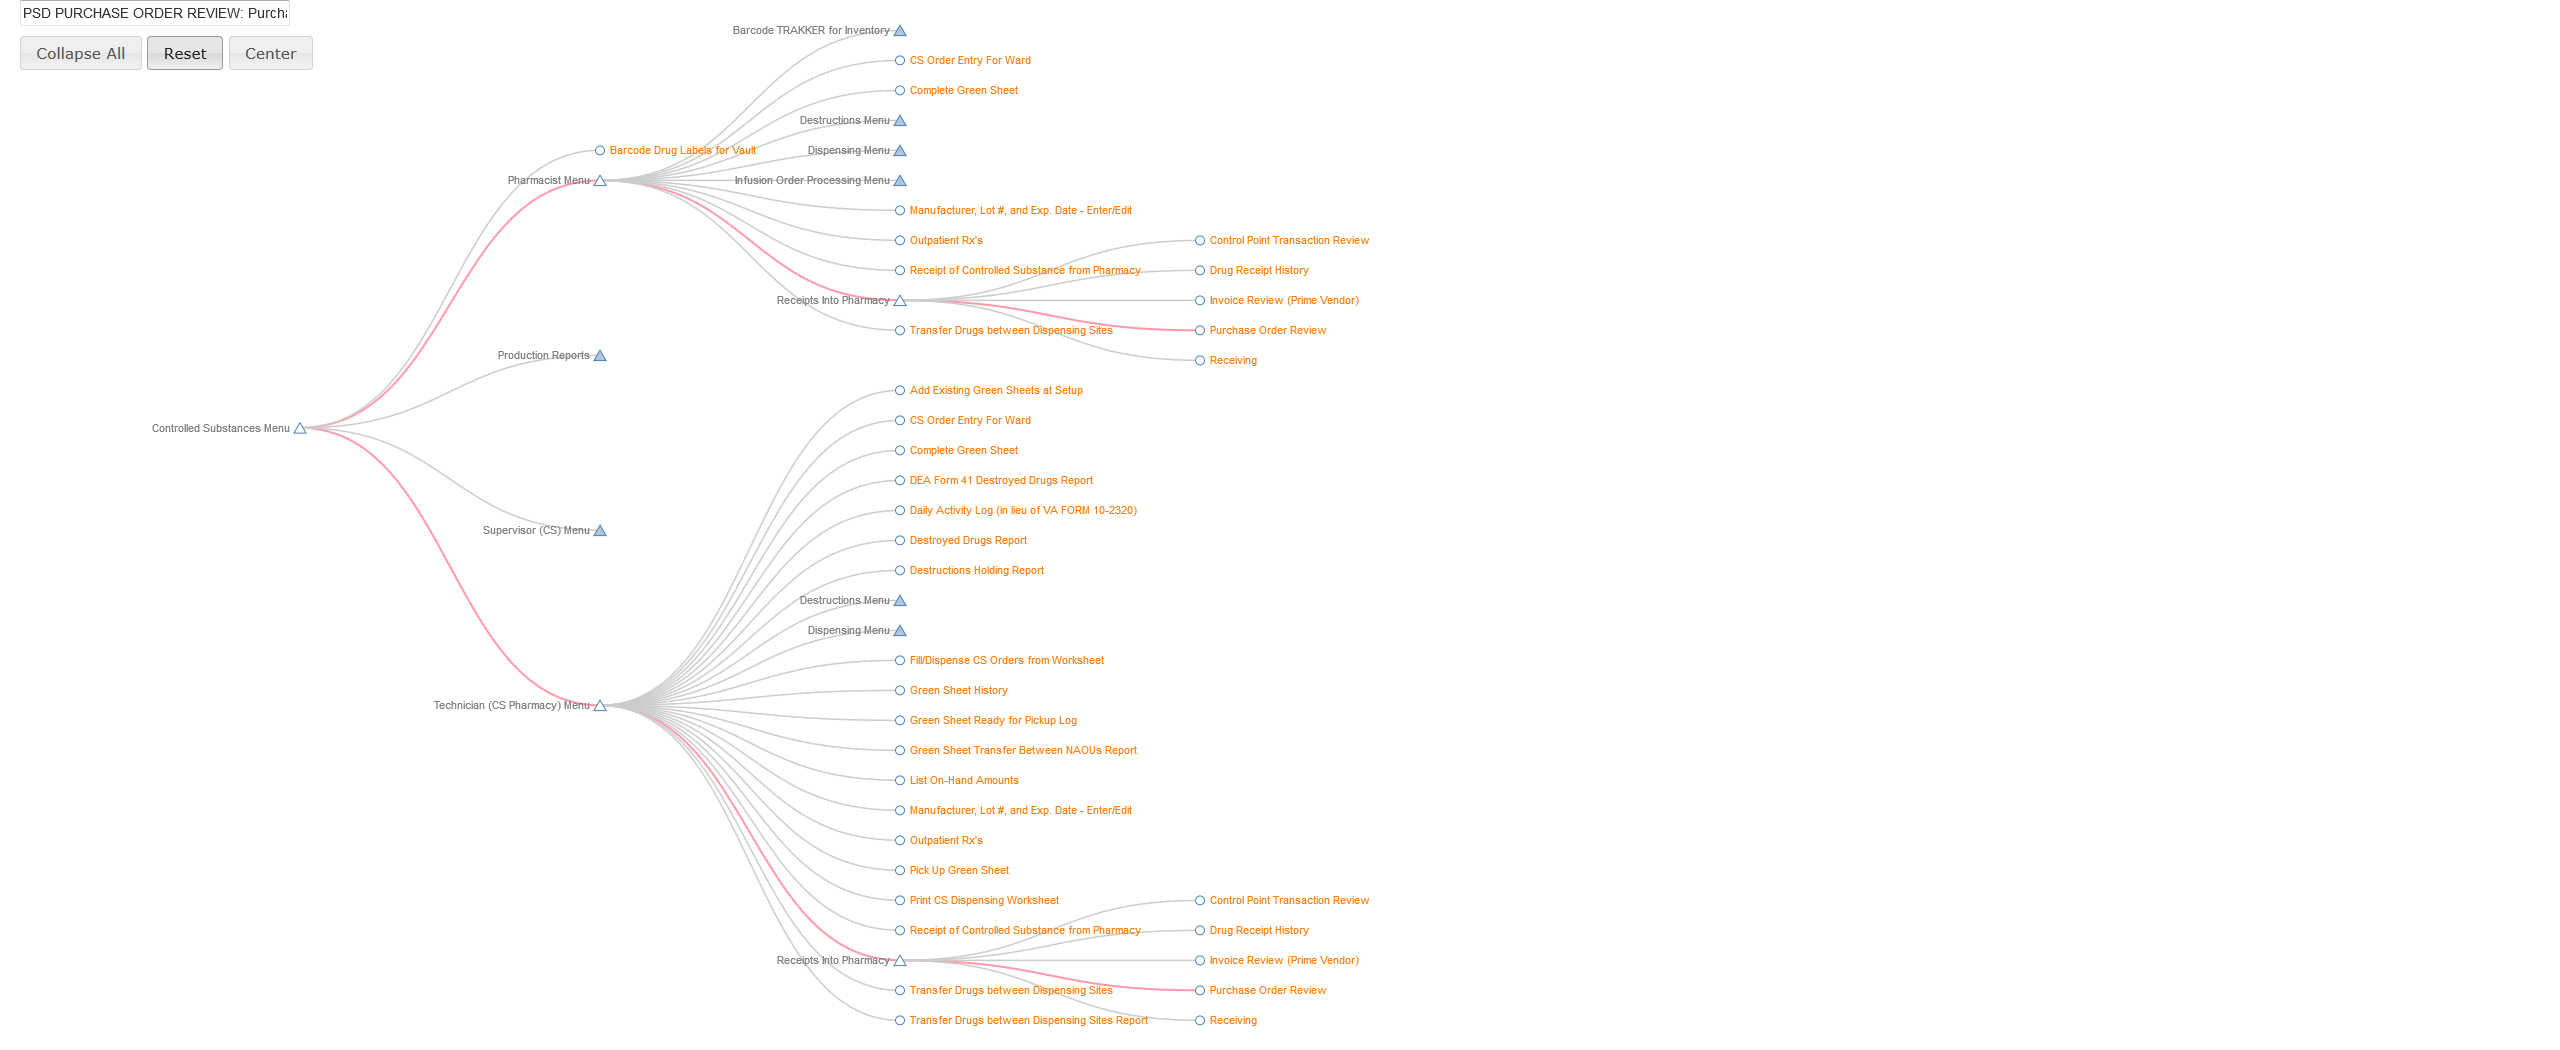 PSD PURCHASE ORDER REVIEW: Purcha
Collapse All
Reset
Center
Controlled Substances Menu
Barcode Drug Labels for Vault
Pharmacist Menu
Production Reports
Supervisor (CS) Menu
Technician (CS Pharmacy) Menu
Barcode TRAKKER for Inventory
CS Order Entry For Ward
Complete Green Sheet
Destructions Menu
Dispensing Menu
Infusion Order Processing Menu
Manufacturer, Lot #, and Exp. Date - Enter/Edit
Outpatient Rx's
Receipt of Controlled Substance from Pharmacy
Receipts Into Pharmacy
Transfer Drugs between Dispensing Sites
Control Point Transaction Review
Drug Receipt History
Invoice Review (Prime Vendor)
Purchase Order Review
Receiving
Add Existing Green Sheets at Setup
CS Order Entry For Ward
Complete Green Sheet
DEA Form 41 Destroyed Drugs Report
Daily Activity Log (in lieu of VA FORM 10-2320)
Destroyed Drugs Report
Destructions Holding Report
Destructions Menu
Dispensing Menu
Fill/Dispense CS Orders from Worksheet
Green Sheet History
Green Sheet Ready for Pickup Log
Green Sheet Transfer Between NAOUs Report
List On-Hand Amounts
Manufacturer, Lot #, and Exp. Date - Enter/Edit
Outpatient Rx's
Pick Up Green Sheet
Print CS Dispensing Worksheet
Receipt of Controlled Substance from Pharmacy
Receipts Into Pharmacy
Transfer Drugs between Dispensing Sites
Transfer Drugs between Dispensing Sites Report
Control Point Transaction Review
Drug Receipt History
Invoice Review (Prime Vendor)
Purchase Order Review
Receiving